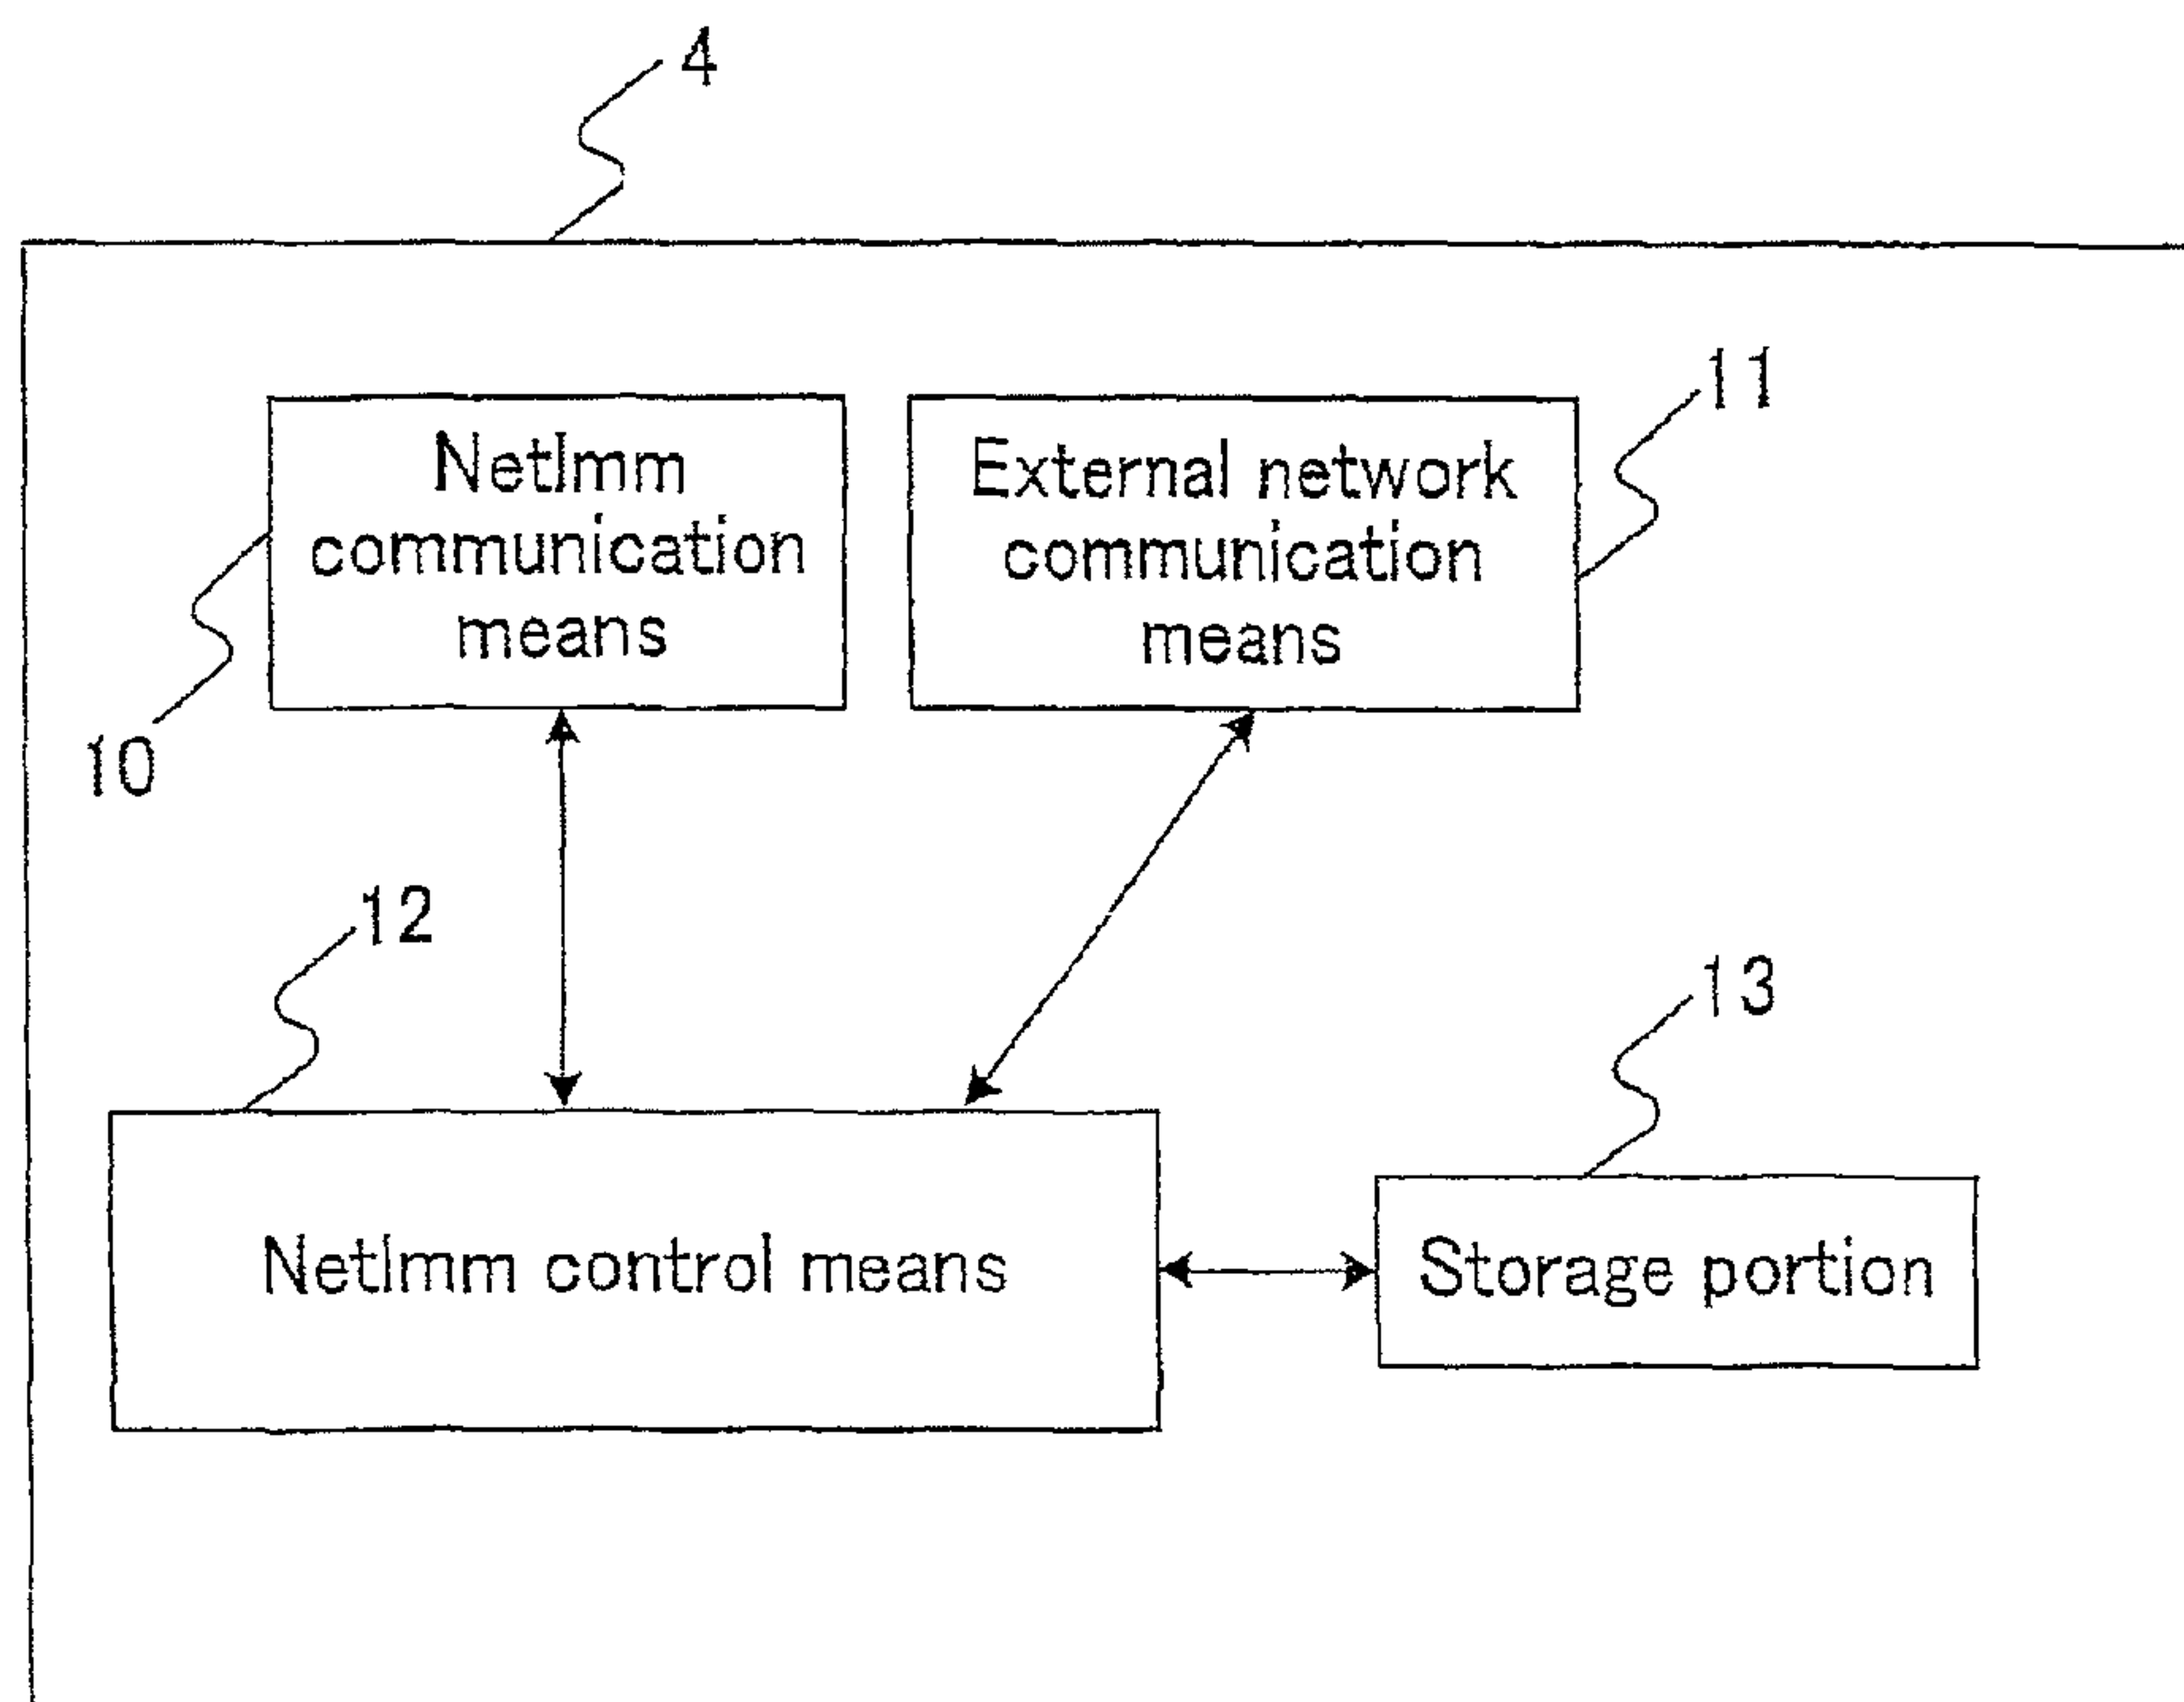 4
11
NetImm
communication
means
External network
communication
means
10
12
13
NetImm control means
Storage portion